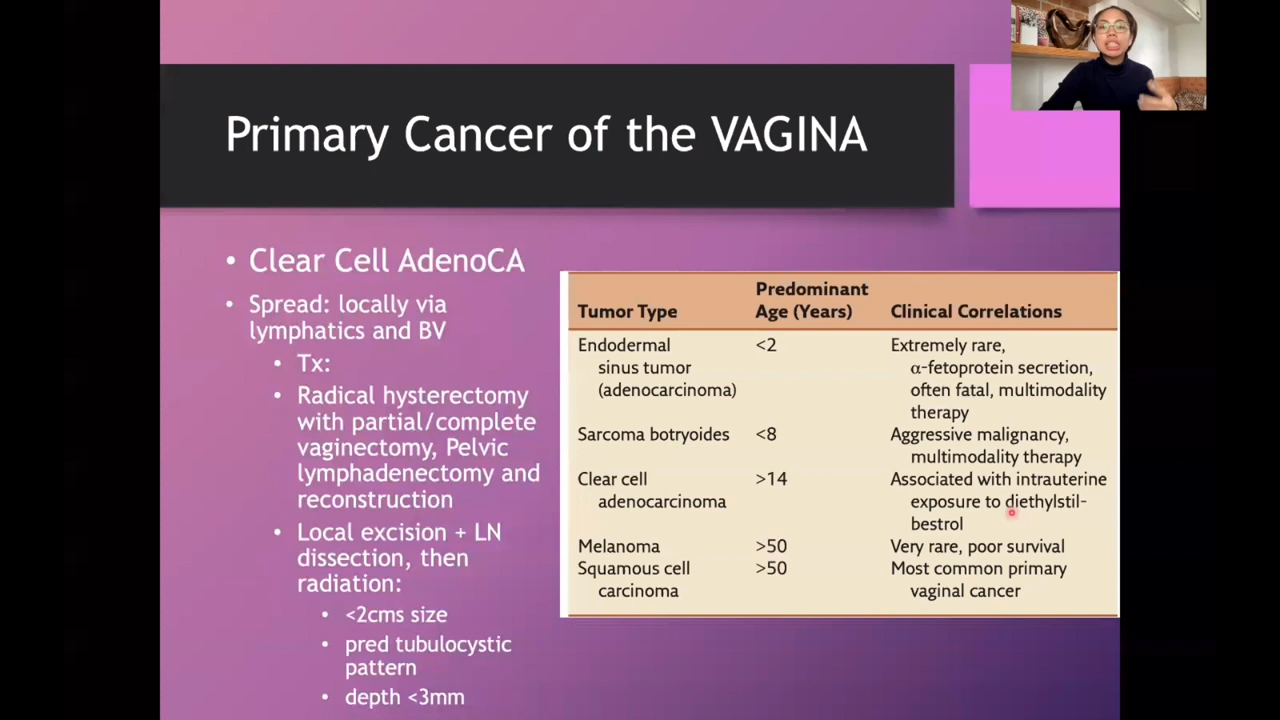 Primary Cancer of the VAGINA
• Clear Cell AdenoCA
• Spread: locally via
lymphatics and BV
• Tx:
• Radical hysterectomy
with partial/complete
vaginectomy, Pelvic
lymphadenectomy and
reconstruction
• Local excision + LN
dissection, then
radiation:
• <2cms size
• pred tubulocystic
pattern
• depth <3mm
Predominant
Tumor Type Age (Years) Clinical Correlations
Endodermal <2 Extremely rare,
sinus tumor α-fetoprotein secretion,
(adenocarcinoma) often fatal, multimodality
therapy
Sarcoma botryoides <8 Aggressive malignancy,
multimodality therapy
Clear cell >14 Associated with intrauterine
adenocarcinoma exposure to diethylstil-
bestrol
Melanoma >50 Very rare, poor survival
Squamous cell >50 Most common primary
carcinoma vaginal cancer